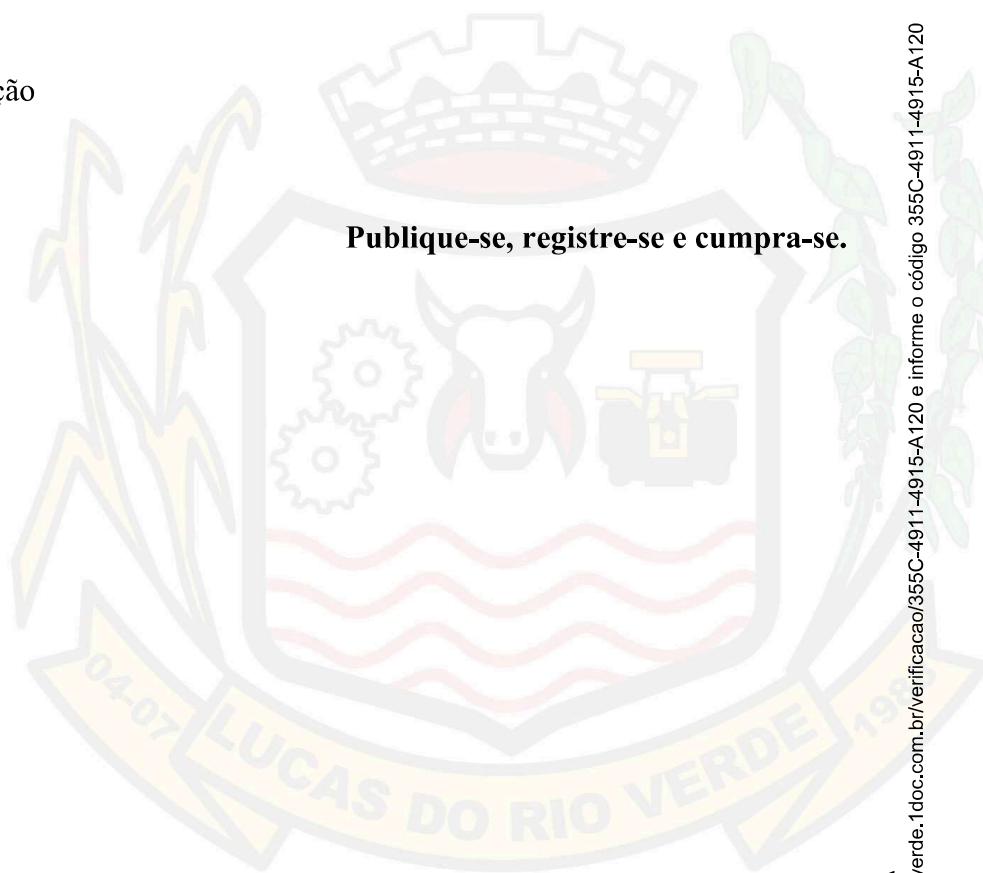 ção
Publique-se, registre-se e cumpra-se.
04-07
LUCAS DO RIO VERDE
verde.1doc.com.br/verificacao/355C-4911-4915-A120 e informe o código 355C-4911-4915-A120